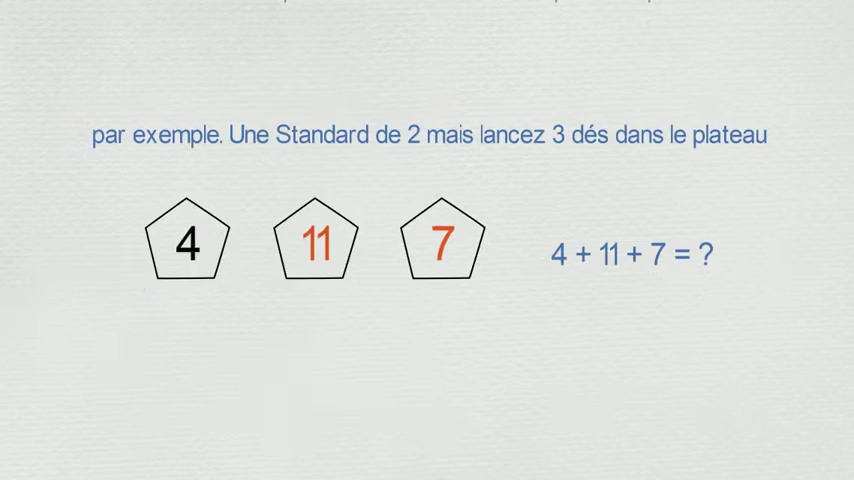 par exemple. Une Standard de 2 mais lancez 3 dés dans le plateau
4 11 7 4 + 11 + 7 = ?